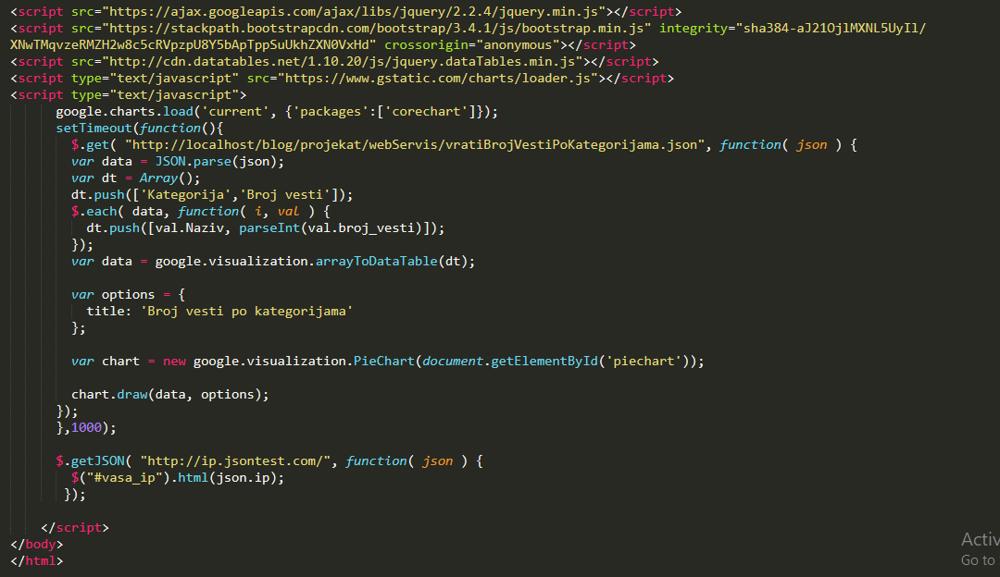 <script src="https://ajax.googleapis.com/ajax/libs/jquery/2.2.4/jquery.min.js"></script>
<script src="https://stackpath.bootstrapcdn.com/bootstrap/3.4.1/js/bootstrap.min.js" integrity="sha384-aJ21OjlMXNL5UyIl/
XNwTMqvzeRMZH2w8c5cRVpzpU8Y5bApTppSuUkhZXN0VxHd" crossorigin="anonymous"></script>
<script src="http://cdn.datatables.net/1.10.20/js/jquery.dataTables.min.js"></script>
<script type="text/javascript" src="https://www.gstatic.com/charts/loader.js"></script>
<script type="text/javascript">
google.charts.load('current', {'packages':['corechart']});
setTimeout(function(){
$.get( "http://localhost/blog/projekat/webServis/vratiBrojVestiPoKategorijama.json", function( json ) {
var data = JSON.parse(json);
var dt = Array();
dt.push(['Kategorija','Broj vesti']);
$.each( data, function( i, val ) {
dt.push([val.Naziv, parseInt(val.broj_vesti)]);
});
var data = google.visualization.arrayToDataTable(dt);
var options = {
title: 'Broj vesti po kategorijama'
};
var chart = new google.visualization.PieChart(document.getElementById('piechart'));
chart.draw(data, options);
});
},1000);
$.getJSON( "http://ip.jsontest.com/", function( json ) {
$("#vasa_ip").html(json.ip);
});
</script>
</body>
</html>
Activ
Go to